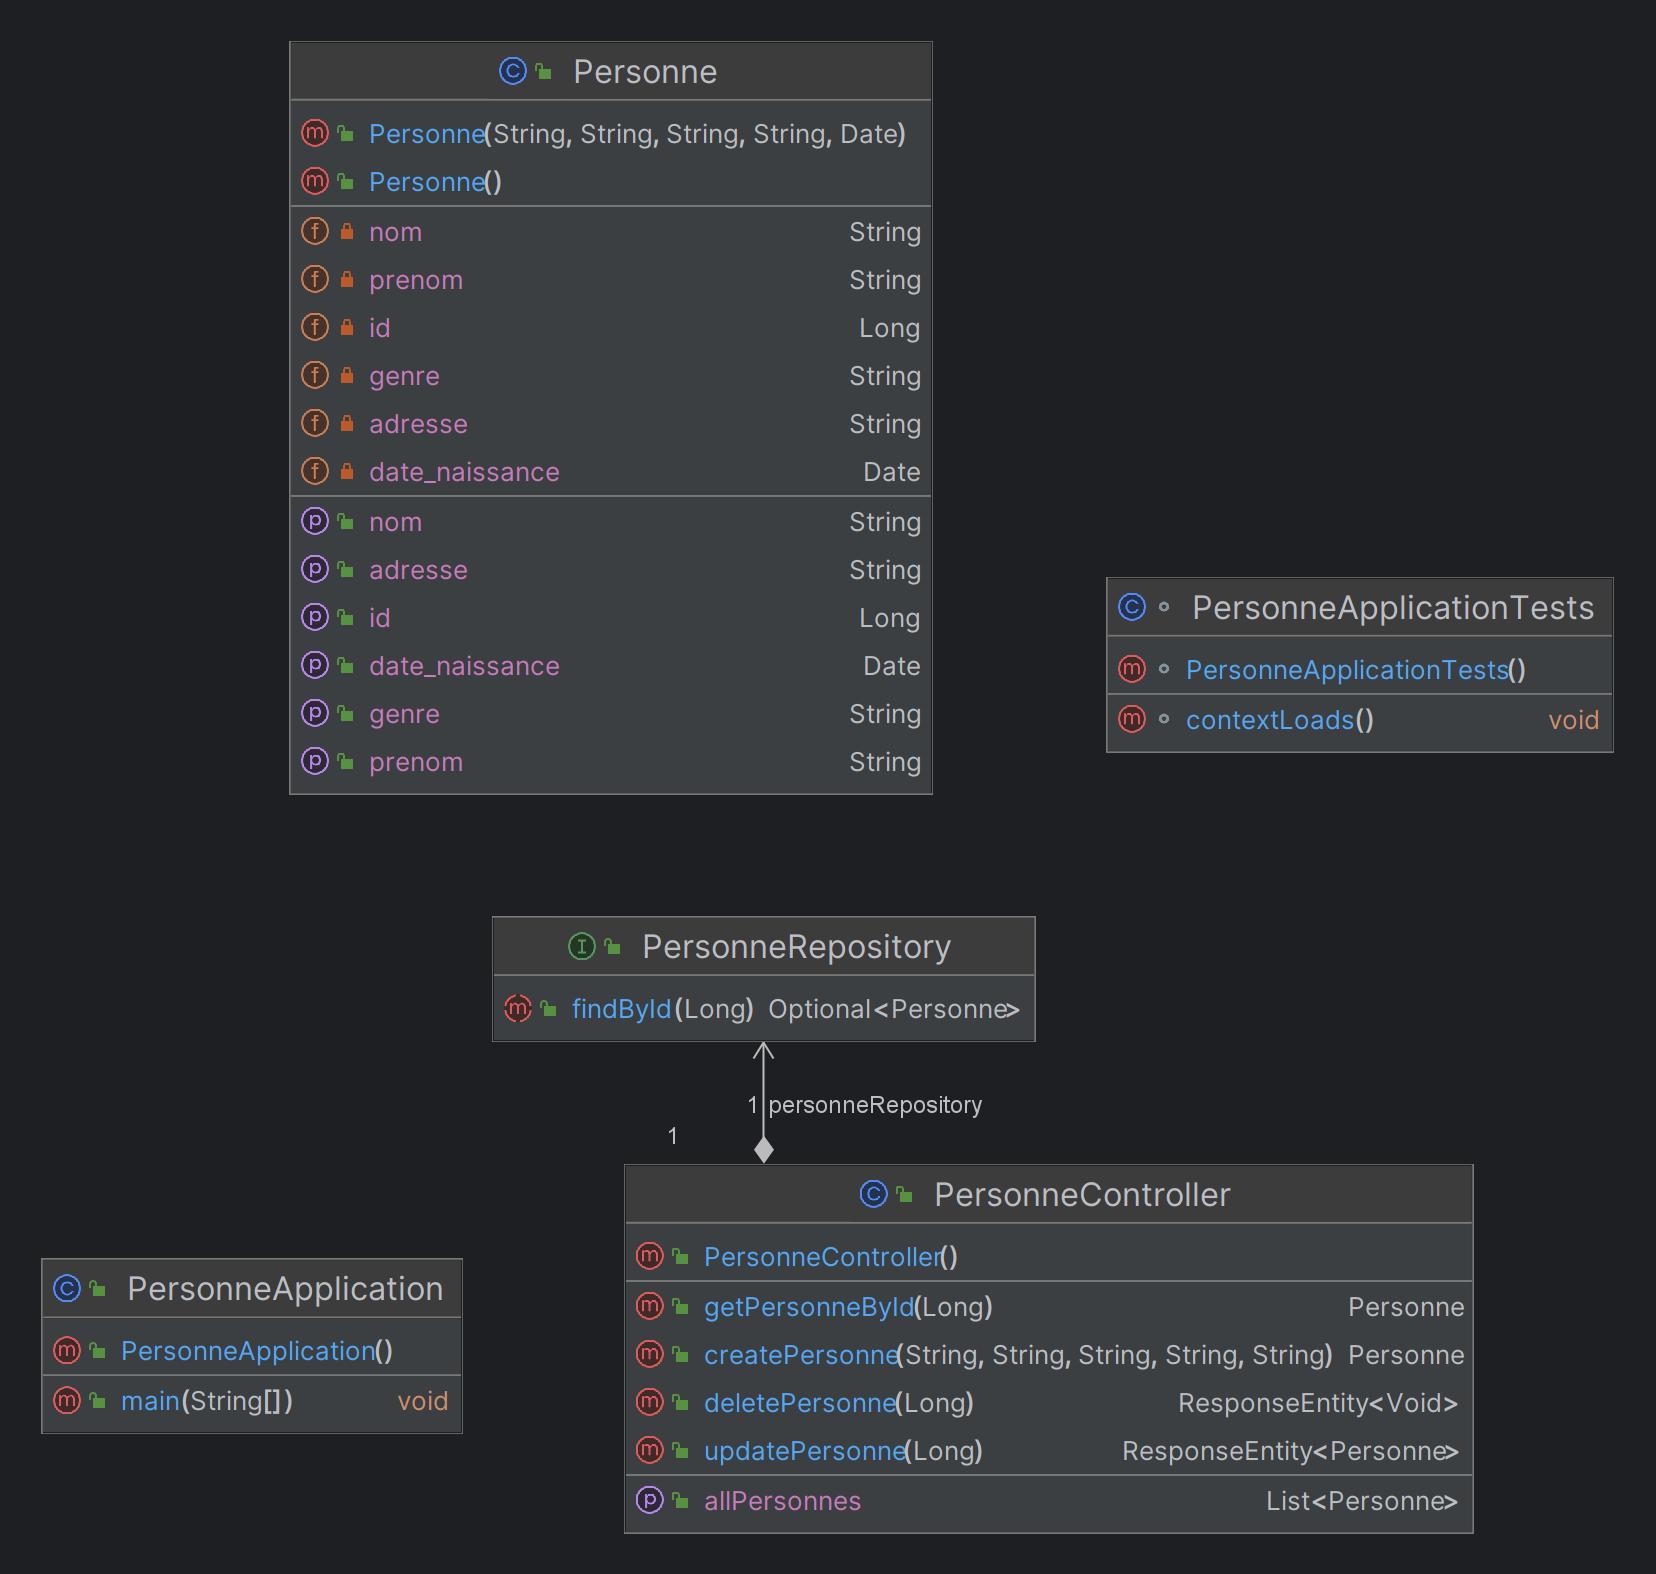 Personne
Personne(String, String, String, String, Date)
Personne()
nom String
prenom String
id Long
genre String
adresse String
date_naissance Date
nom String
adresse String
id Long
date_naissance Date
genre String
prenom String
PersonneApplicationTests
PersonneApplicationTests()
contextLoads() void
PersonneRepository
findById(Long) Optional<Personne>
1 personneRepository
1
PersonneController
PersonneController()
getPersonneById(Long) Personne
createPersonne(String, String, String, String, String) Personne
deletePersonne(Long) ResponseEntity<Void>
updatePersonne(Long) ResponseEntity<Personne>
allPersonnes List<Personne>
PersonneApplication
PersonneApplication()
main(String[]) void